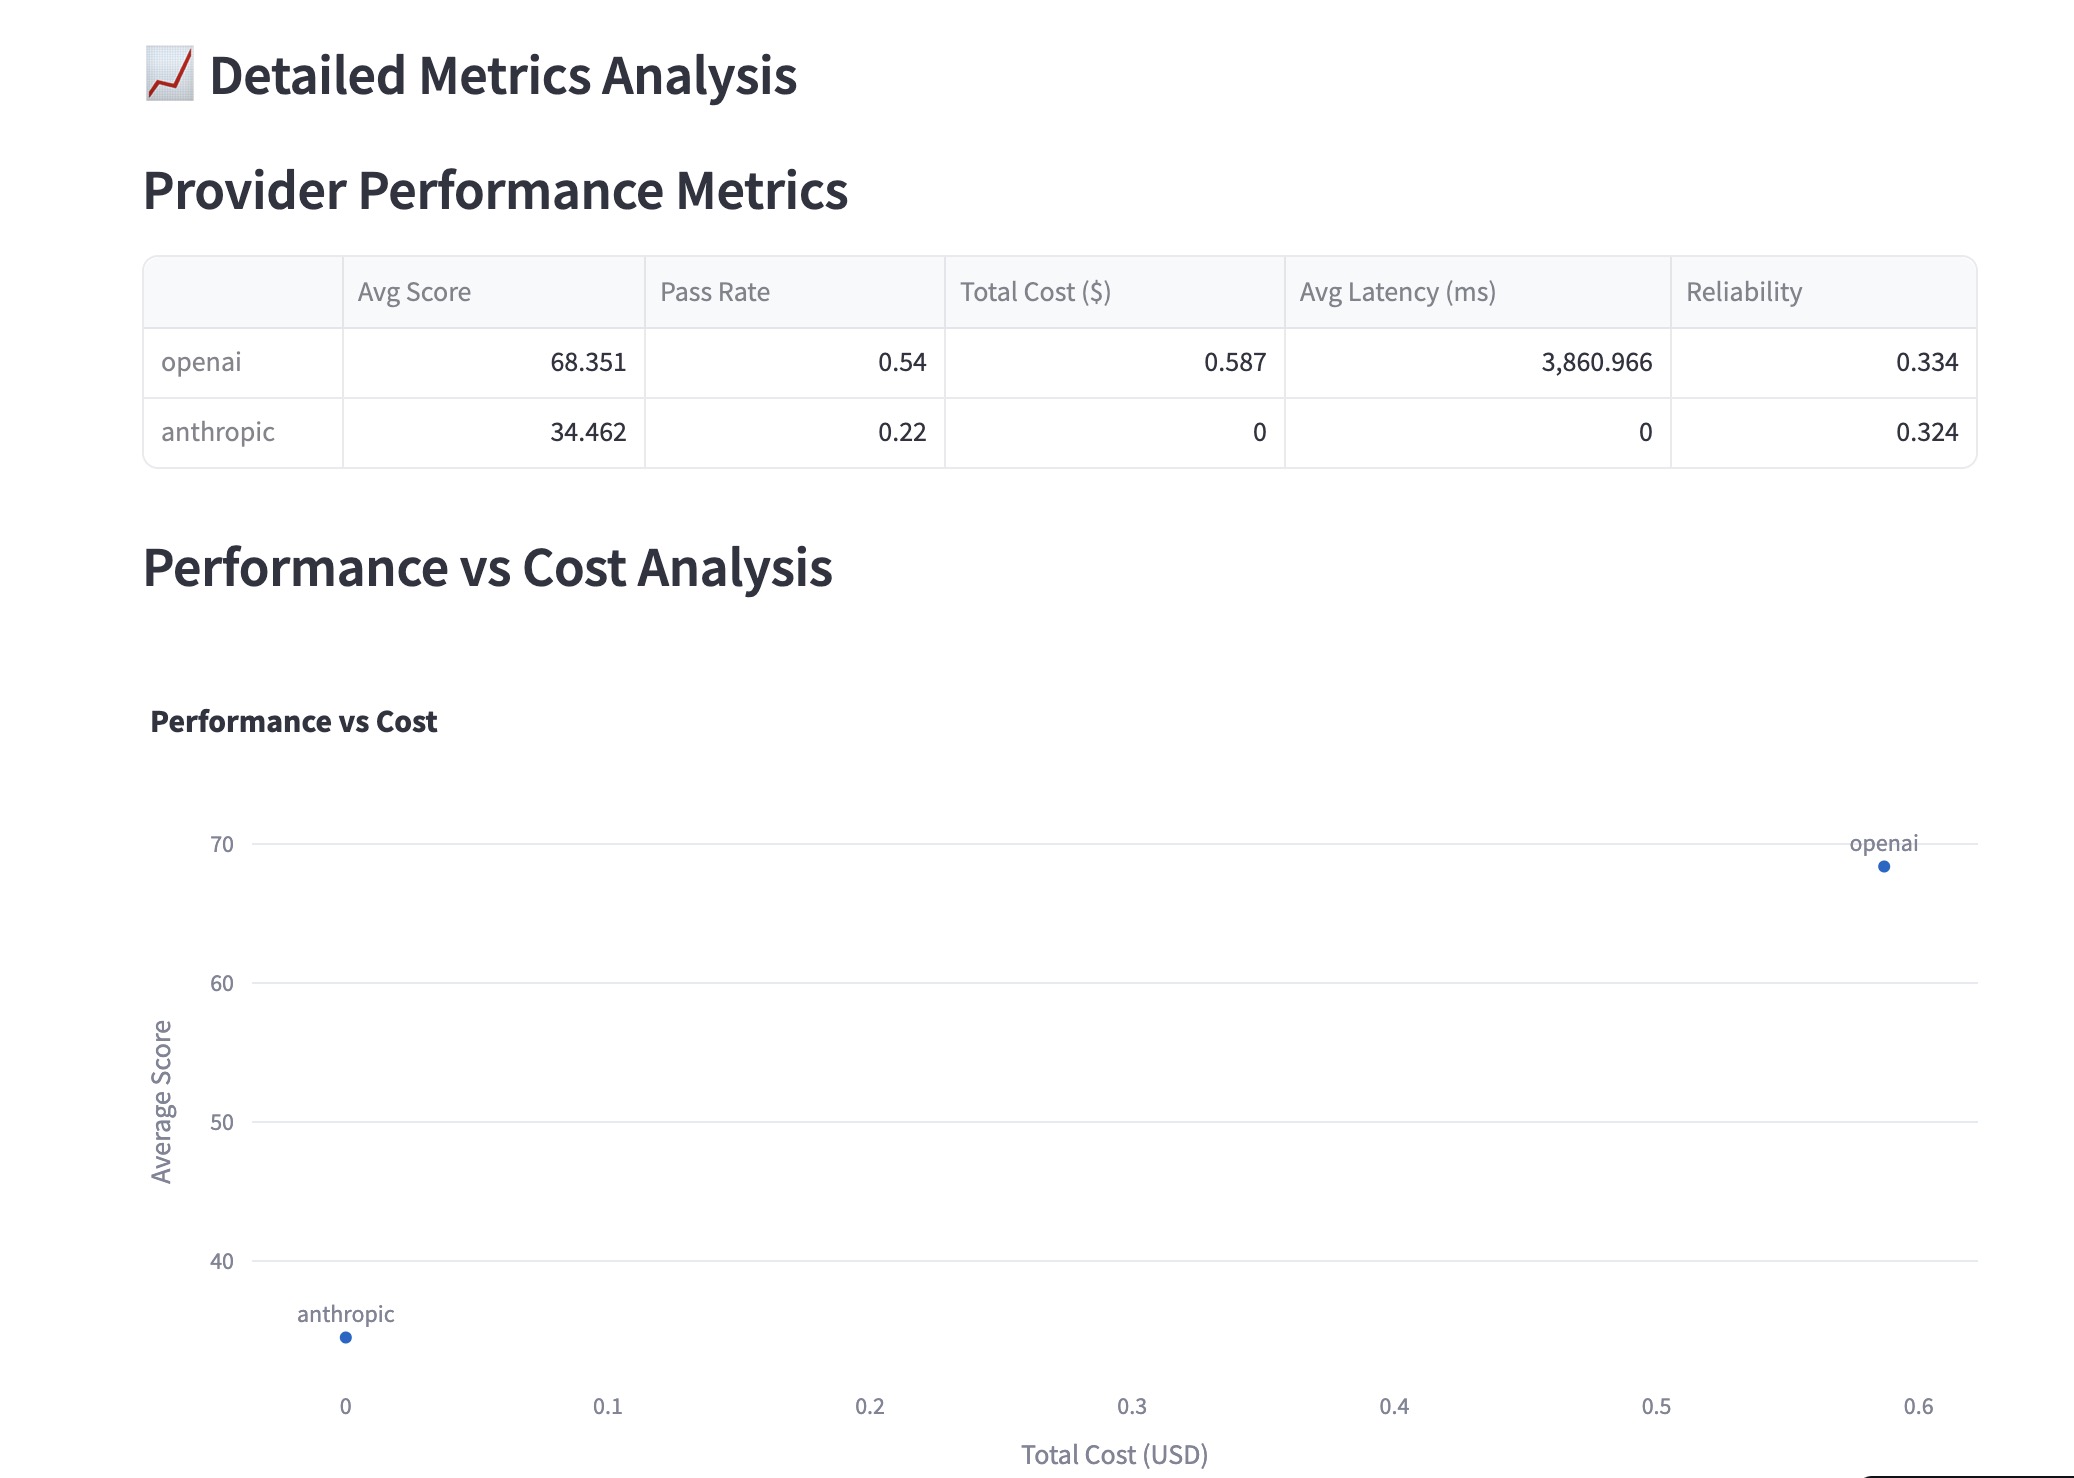 Detailed Metrics Analysis
Provider Performance Metrics
Avg Score Pass Rate Total Cost ($) Avg Latency (ms) Reliability
openai 68.351 0.54 0.587 3,860.966 0.334
anthropic 34.462 0.22 0 0 0.324
Performance vs Cost Analysis
Performance vs Cost
70
openai
60
Average Score
50
40
anthropic
0 0.1 0.2 0.3 0.4 0.5 0.6
Total Cost (USD)